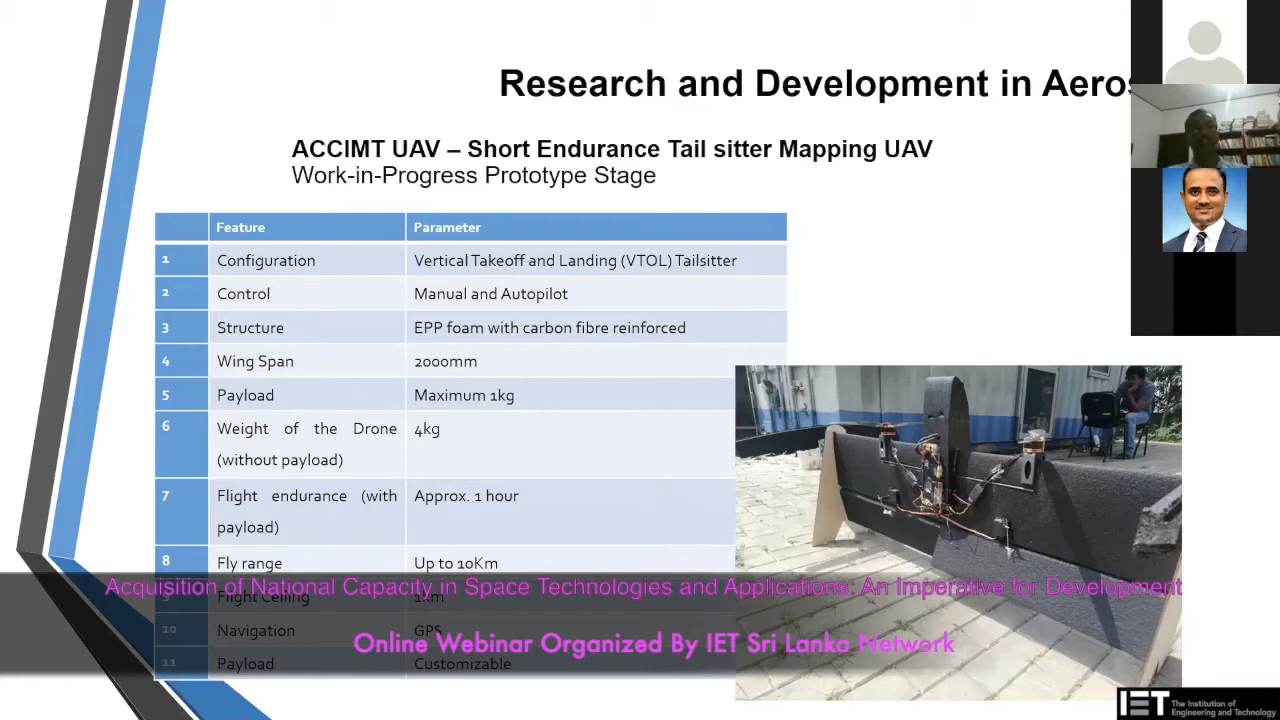 Research and Development in Aeros
ACCIMT UAV – Short Endurance Tail sitter Mapping UAV
Work-in-Progress Prototype Stage
Feature Parameter
1 Configuration Vertical Takeoff and Landing (VTOL) Tailsitter
2 Control Manual and Autopilot
3 Structure EPP foam with carbon fibre reinforced
4 Wing Span 2000mm
5 Payload Maximum 1kg
6 Weight of the Drone 4kg
(without payload)
7 Flight endurance (with Approx. 1 hour
payload)
8 Fly range Up to 10Km
Acquisition of National Capacity in Space Technologies and Applications: An Imperative for Development
9 Flight Ceiling
10 Navigation GPS
Online Webinar Organized By IET Sri Lanka Network
11 Payload Customizable
IET The Institution of
Engineering and Technology